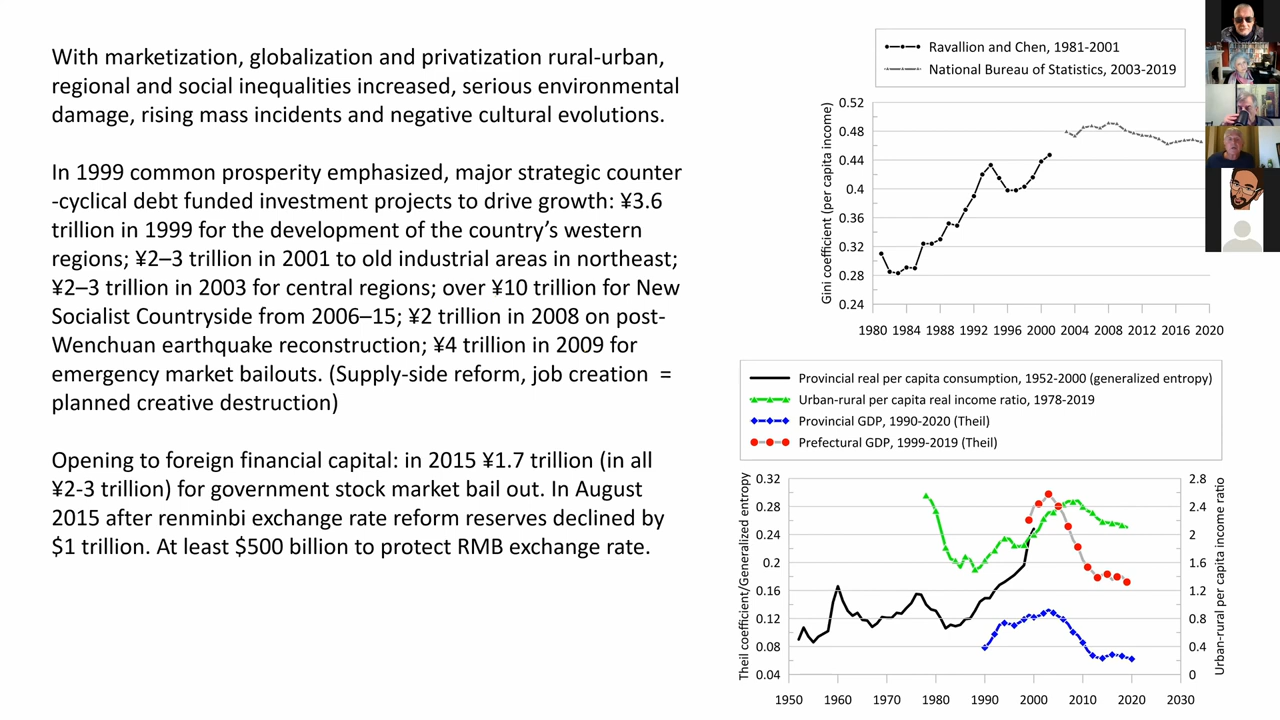 With marketization, globalization and privatization rural-urban,
regional and social inequalities increased, serious environmental
damage, rising mass incidents and negative cultural evolutions.
In 1999 common prosperity emphasized, major strategic counter
-cyclical debt funded investment projects to drive growth: ¥3.6
trillion in 1999 for the development of the country’s western
regions; ¥2–3 trillion in 2001 to old industrial areas in northeast;
¥2–3 trillion in 2003 for central regions; over ¥10 trillion for New
Socialist Countryside from 2006–15; ¥2 trillion in 2008 on post-
Wenchuan earthquake reconstruction; ¥4 trillion in 2009 for
emergency market bailouts. (Supply-side reform, job creation =
planned creative destruction)
Opening to foreign financial capital: in 2015 ¥1.7 trillion (in all
¥2-3 trillion) for government stock market bail out. In August
2015 after renminbi exchange rate reform reserves declined by
$1 trillion. At least $500 billion to protect RMB exchange rate.
Ravallion and Chen, 1981-2001
National Bureau of Statistics, 2003-2019
Gini coefficient (per capita income)
0.52
0.48
0.44
0.4
0.36
0.32
0.28
0.24
1980 1984 1988 1992 1996 2000 2004 2008 2012 2016 2020
Provincial real per capita consumption, 1952-2000 (generalized entropy)
Urban-rural per capita real income ratio, 1978-2019
Provincial GDP, 1990-2020 (Theil)
Prefectural GDP, 1999-2019 (Theil)
Theil coefficient/Generalized entropy
0.32
0.28
0.24
0.2
0.16
0.12
0.08
0.04
2.8
2.4
2
1.6
1.2
0.8
0.4
0
Urban-rural per capita income ratio
1950 1960 1970 1980 1990 2000 2010 2020 2030